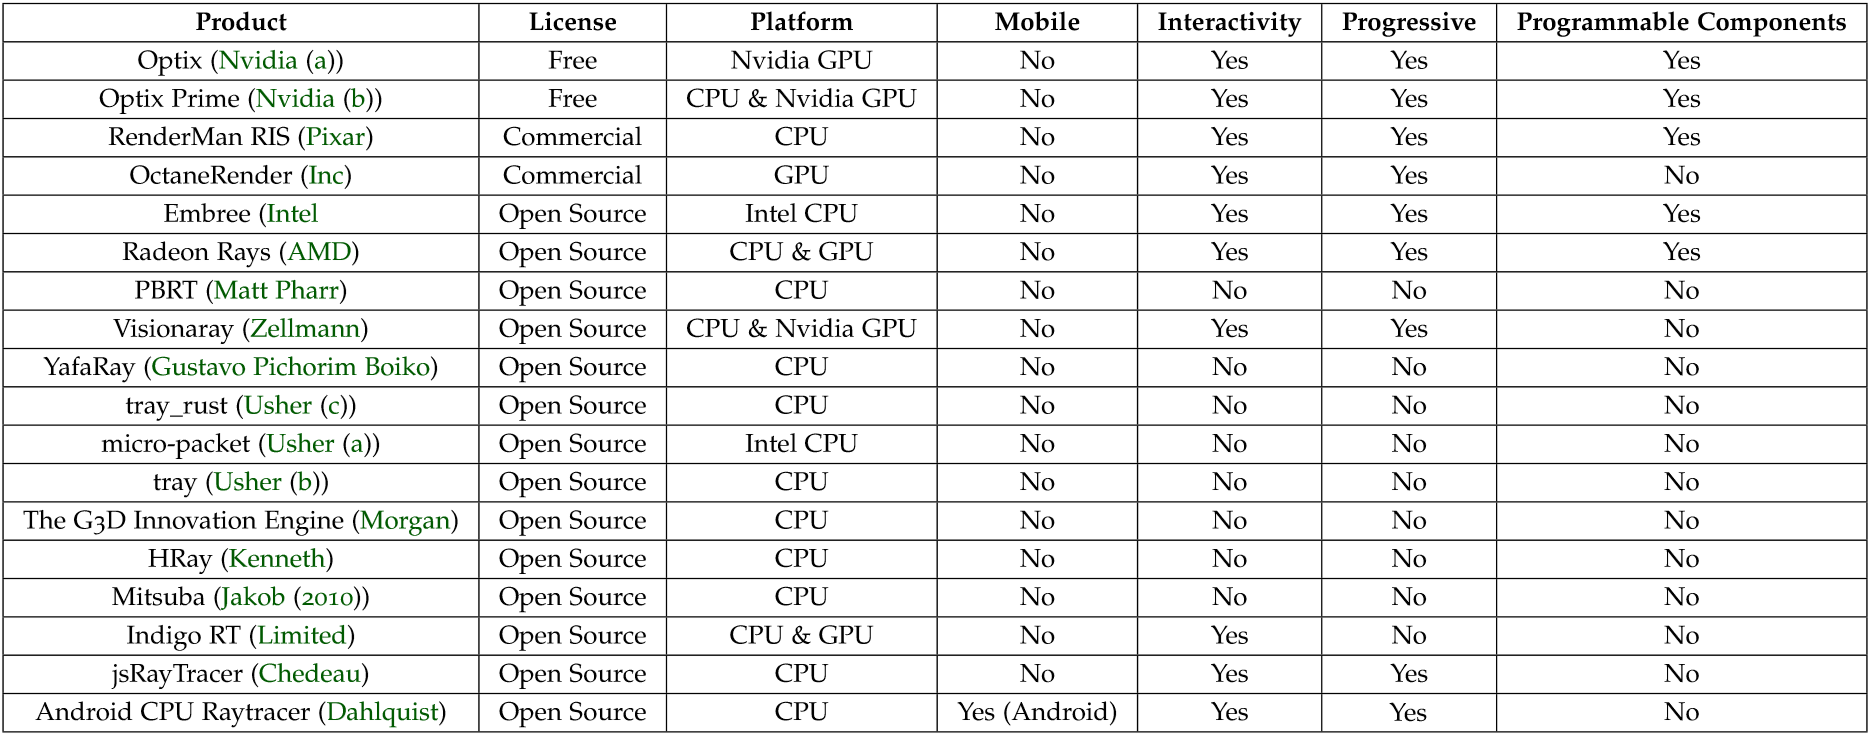 Product License Platform Mobile Interactivity Progressive Programmable Components
Optix (Nvidia (a)) Free Nvidia GPU No Yes Yes Yes
Optix Prime (Nvidia (b)) Free CPU & Nvidia GPU No Yes Yes Yes
RenderMan RIS (Pixar) Commercial CPU No Yes Yes Yes
OctaneRender (Inc) Commercial GPU No Yes Yes No
Embree (Intel Open Source Intel CPU No Yes Yes Yes
Radeon Rays (AMD) Open Source CPU & GPU No Yes Yes Yes
PBRT (Matt Pharr) Open Source CPU No No No No
Visionaray (Zellmann) Open Source CPU & Nvidia GPU No Yes Yes No
YafaRay (Gustavo Pichorim Boiko) Open Source CPU No No No No
tray_rust (Usher (c)) Open Source CPU No No No No
micro-packet (Usher (a)) Open Source Intel CPU No No No No
tray (Usher (b)) Open Source CPU No No No No
The G3D Innovation Engine (Morgan) Open Source CPU No No No No
HRay (Kenneth) Open Source CPU No No No No
Mitsuba (Jakob (2010)) Open Source CPU No No No No
Indigo RT (Limited) Open Source CPU & GPU No Yes No No
jsRayTracer (Chedeau) Open Source CPU No Yes Yes No
Android CPU Raytracer (Dahlquist) Open Source CPU Yes (Android) Yes Yes No